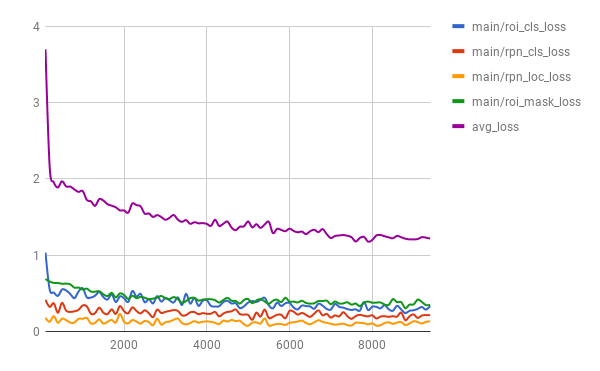 4
3
2
1
0
2000
4000
6000
8000
main/roi_cls_loss
main/rpn_cls_loss
main/rpn_loc_loss
main/roi_mask_loss
avg_loss